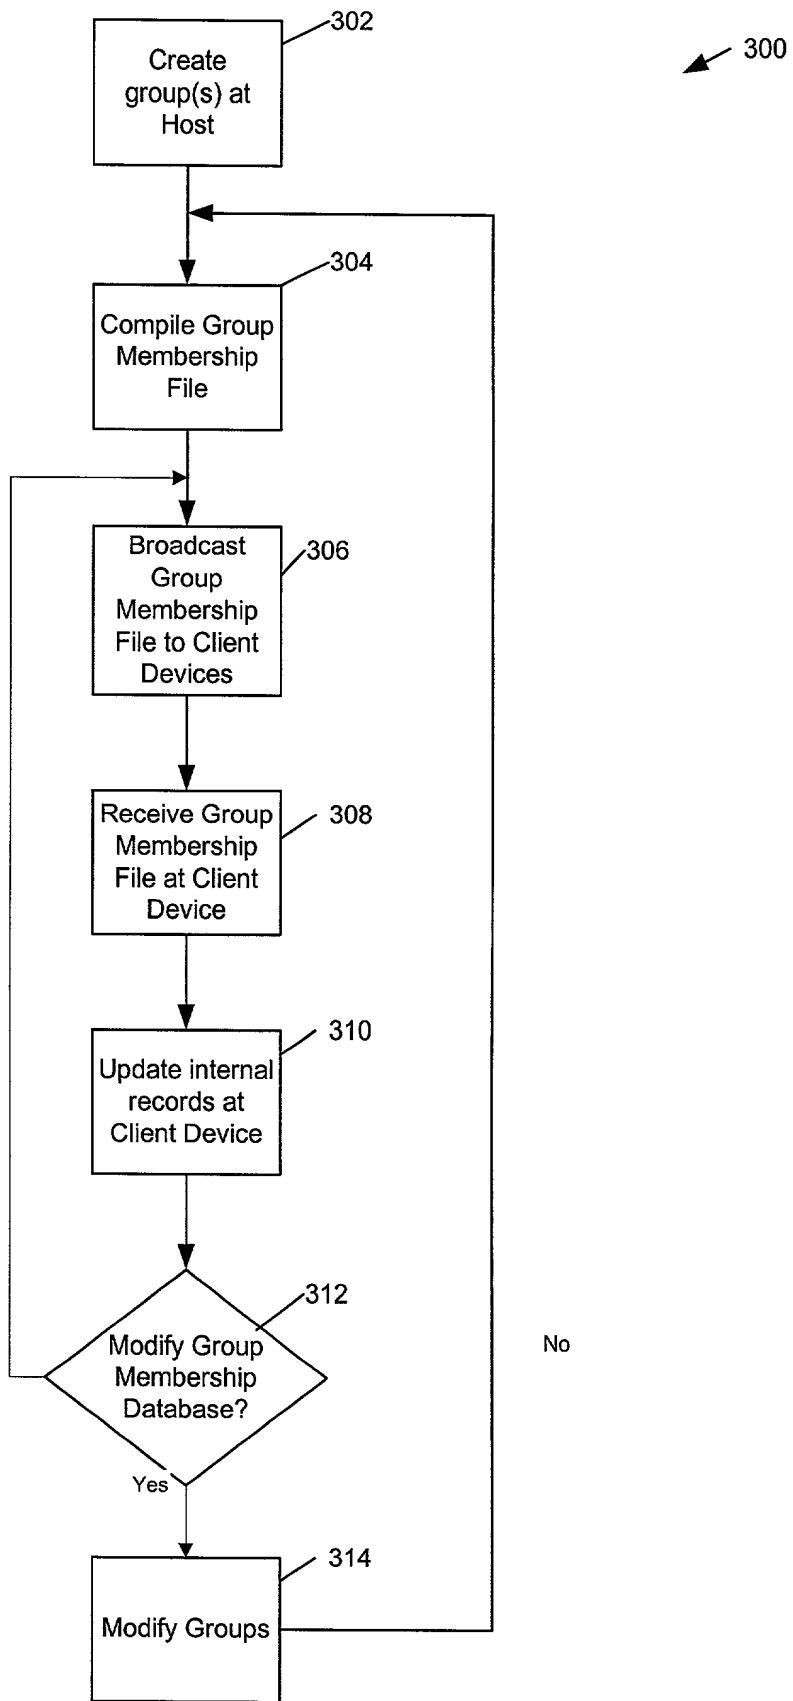 302
300
Create
group(s) at
Host
304
Compile Group
Membership
File
306
Broadcast
Group
Membership
File to Client
Devices
308
Receive Group
Membership
File at Client
Device
310
Update internal
records at
Client Device
312
Modify Group
Membership
Database?
No
Yes
314
Modify Groups